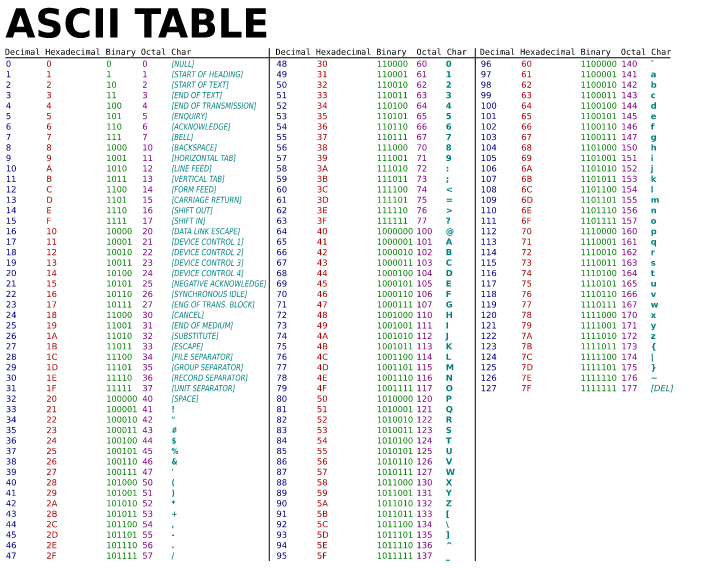 ASCII TABLE
Decimal Hexadecimal Binary Octal Char
0 0 0 0 [NULL]
1 1 1 1 [START OF HEADING]
2 2 10 2 [START OF TEXT]
3 3 11 3 [END OF TEXT]
4 4 100 4 [END OF TRANSMISSION]
5 5 101 5 [ENQUIRY]
6 6 110 6 [ACKNOWLEDGE]
7 7 111 7 [BELL]
8 8 1000 10 [BACKSPACE]
9 9 1001 11 [HORIZONTAL TAB]
10 A 1010 12 [LINE FEED]
11 B 1011 13 [VERTICAL TAB]
12 C 1100 14 [FORM FEED]
13 D 1101 15 [CARRIAGE RETURN]
14 E 1110 16 [SHIFT OUT]
15 F 1111 17 [SHIFT IN]
16 10 10000 20 [DATA LINK ESCAPE]
17 11 10001 21 [DEVICE CONTROL 1]
18 12 10010 22 [DEVICE CONTROL 2]
19 13 10011 23 [DEVICE CONTROL 3]
20 14 10100 24 [DEVICE CONTROL 4]
21 15 10101 25 [NEGATIVE ACKNOWLEDGE]
22 16 10110 26 [SYNCHRONOUS IDLE]
23 17 10111 27 [ENG OF TRANS. BLOCK]
24 18 11000 30 [CANCEL]
25 19 11001 31 [END OF MEDIUM]
26 1A 11010 32 [SUBSTITUTE]
27 1B 11011 33 [ESCAPE]
28 1C 11100 34 [FILE SEPARATOR]
29 1D 11101 35 [GROUP SEPARATOR]
30 1E 11110 36 [RECORD SEPARATOR]
31 1F 11111 37 [UNIT SEPARATOR]
32 20 100000 40 [SPACE]
33 21 100001 41 !
34 22 100010 42 "
35 23 100011 43 #
36 24 100100 44 $
37 25 100101 45 %
38 26 100110 46 &
39 27 100111 47 '
40 28 101000 50 (
41 29 101001 51 )
42 2A 101010 52 *
43 2B 101011 53 +
44 2C 101100 54 ,
45 2D 101101 55 -
46 2E 101110 56 .
47 2F 101111 57 /
Decimal Hexadecimal Binary Octal Char
48 30 110000 60 0
49 31 110001 61 1
50 32 110010 62 2
51 33 110011 63 3
52 34 110100 64 4
53 35 110101 65 5
54 36 110110 66 6
55 37 110111 67 7
56 38 111000 70 8
57 39 111001 71 9
58 3A 111010 72 :
59 3B 111011 73 ;
60 3C 111100 74 <
61 3D 111101 75 =
62 3E 111110 76 >
63 3F 111111 77 ?
64 40 1000000 100 @
65 41 1000001 101 A
66 42 1000010 102 B
67 43 1000011 103 C
68 44 1000100 104 D
69 45 1000101 105 E
70 46 1000110 106 F
71 47 1000111 107 G
72 48 1001000 110 H
73 49 1001001 111 I
74 4A 1001010 112 J
75 4B 1001011 113 K
76 4C 1001100 114 L
77 4D 1001101 115 M
78 4E 1001110 116 N
79 4F 1001111 117 O
80 50 1010000 120 P
81 51 1010001 121 Q
82 52 1010010 122 R
83 53 1010011 123 S
84 54 1010100 124 T
85 55 1010101 125 U
86 56 1010110 126 V
87 57 1010111 127 W
88 58 1011000 130 X
89 59 1011001 131 Y
90 5A 1011010 132 Z
91 5B 1011011 133 [
92 5C 1011100 134 \
93 5D 1011101 135 ]
94 5E 1011110 136 ^
95 5F 1011111 137 _
Decimal Hexadecimal Binary Octal Char
96 60 1100000 140 `
97 61 1100001 141 a
98 62 1100010 142 b
99 63 1100011 143 c
100 64 1100100 144 d
101 65 1100101 145 e
102 66 1100110 146 f
103 67 1100111 147 g
104 68 1101000 150 h
105 69 1101001 151 i
106 6A 1101010 152 j
107 6B 1101011 153 k
108 6C 1101100 154 l
109 6D 1101101 155 m
110 6E 1101110 156 n
111 6F 1101111 157 o
112 70 1110000 160 p
113 71 1110001 161 q
114 72 1110010 162 r
115 73 1110011 163 s
116 74 1110100 164 t
117 75 1110101 165 u
118 76 1110110 166 v
119 77 1110111 167 w
120 78 1111000 170 x
121 79 1111001 171 y
122 7A 1111010 172 z
123 7B 1111011 173 {
124 7C 1111100 174 |
125 7D 1111101 175 }
126 7E 1111110 176 ~
127 7F 1111111 177 [DEL]